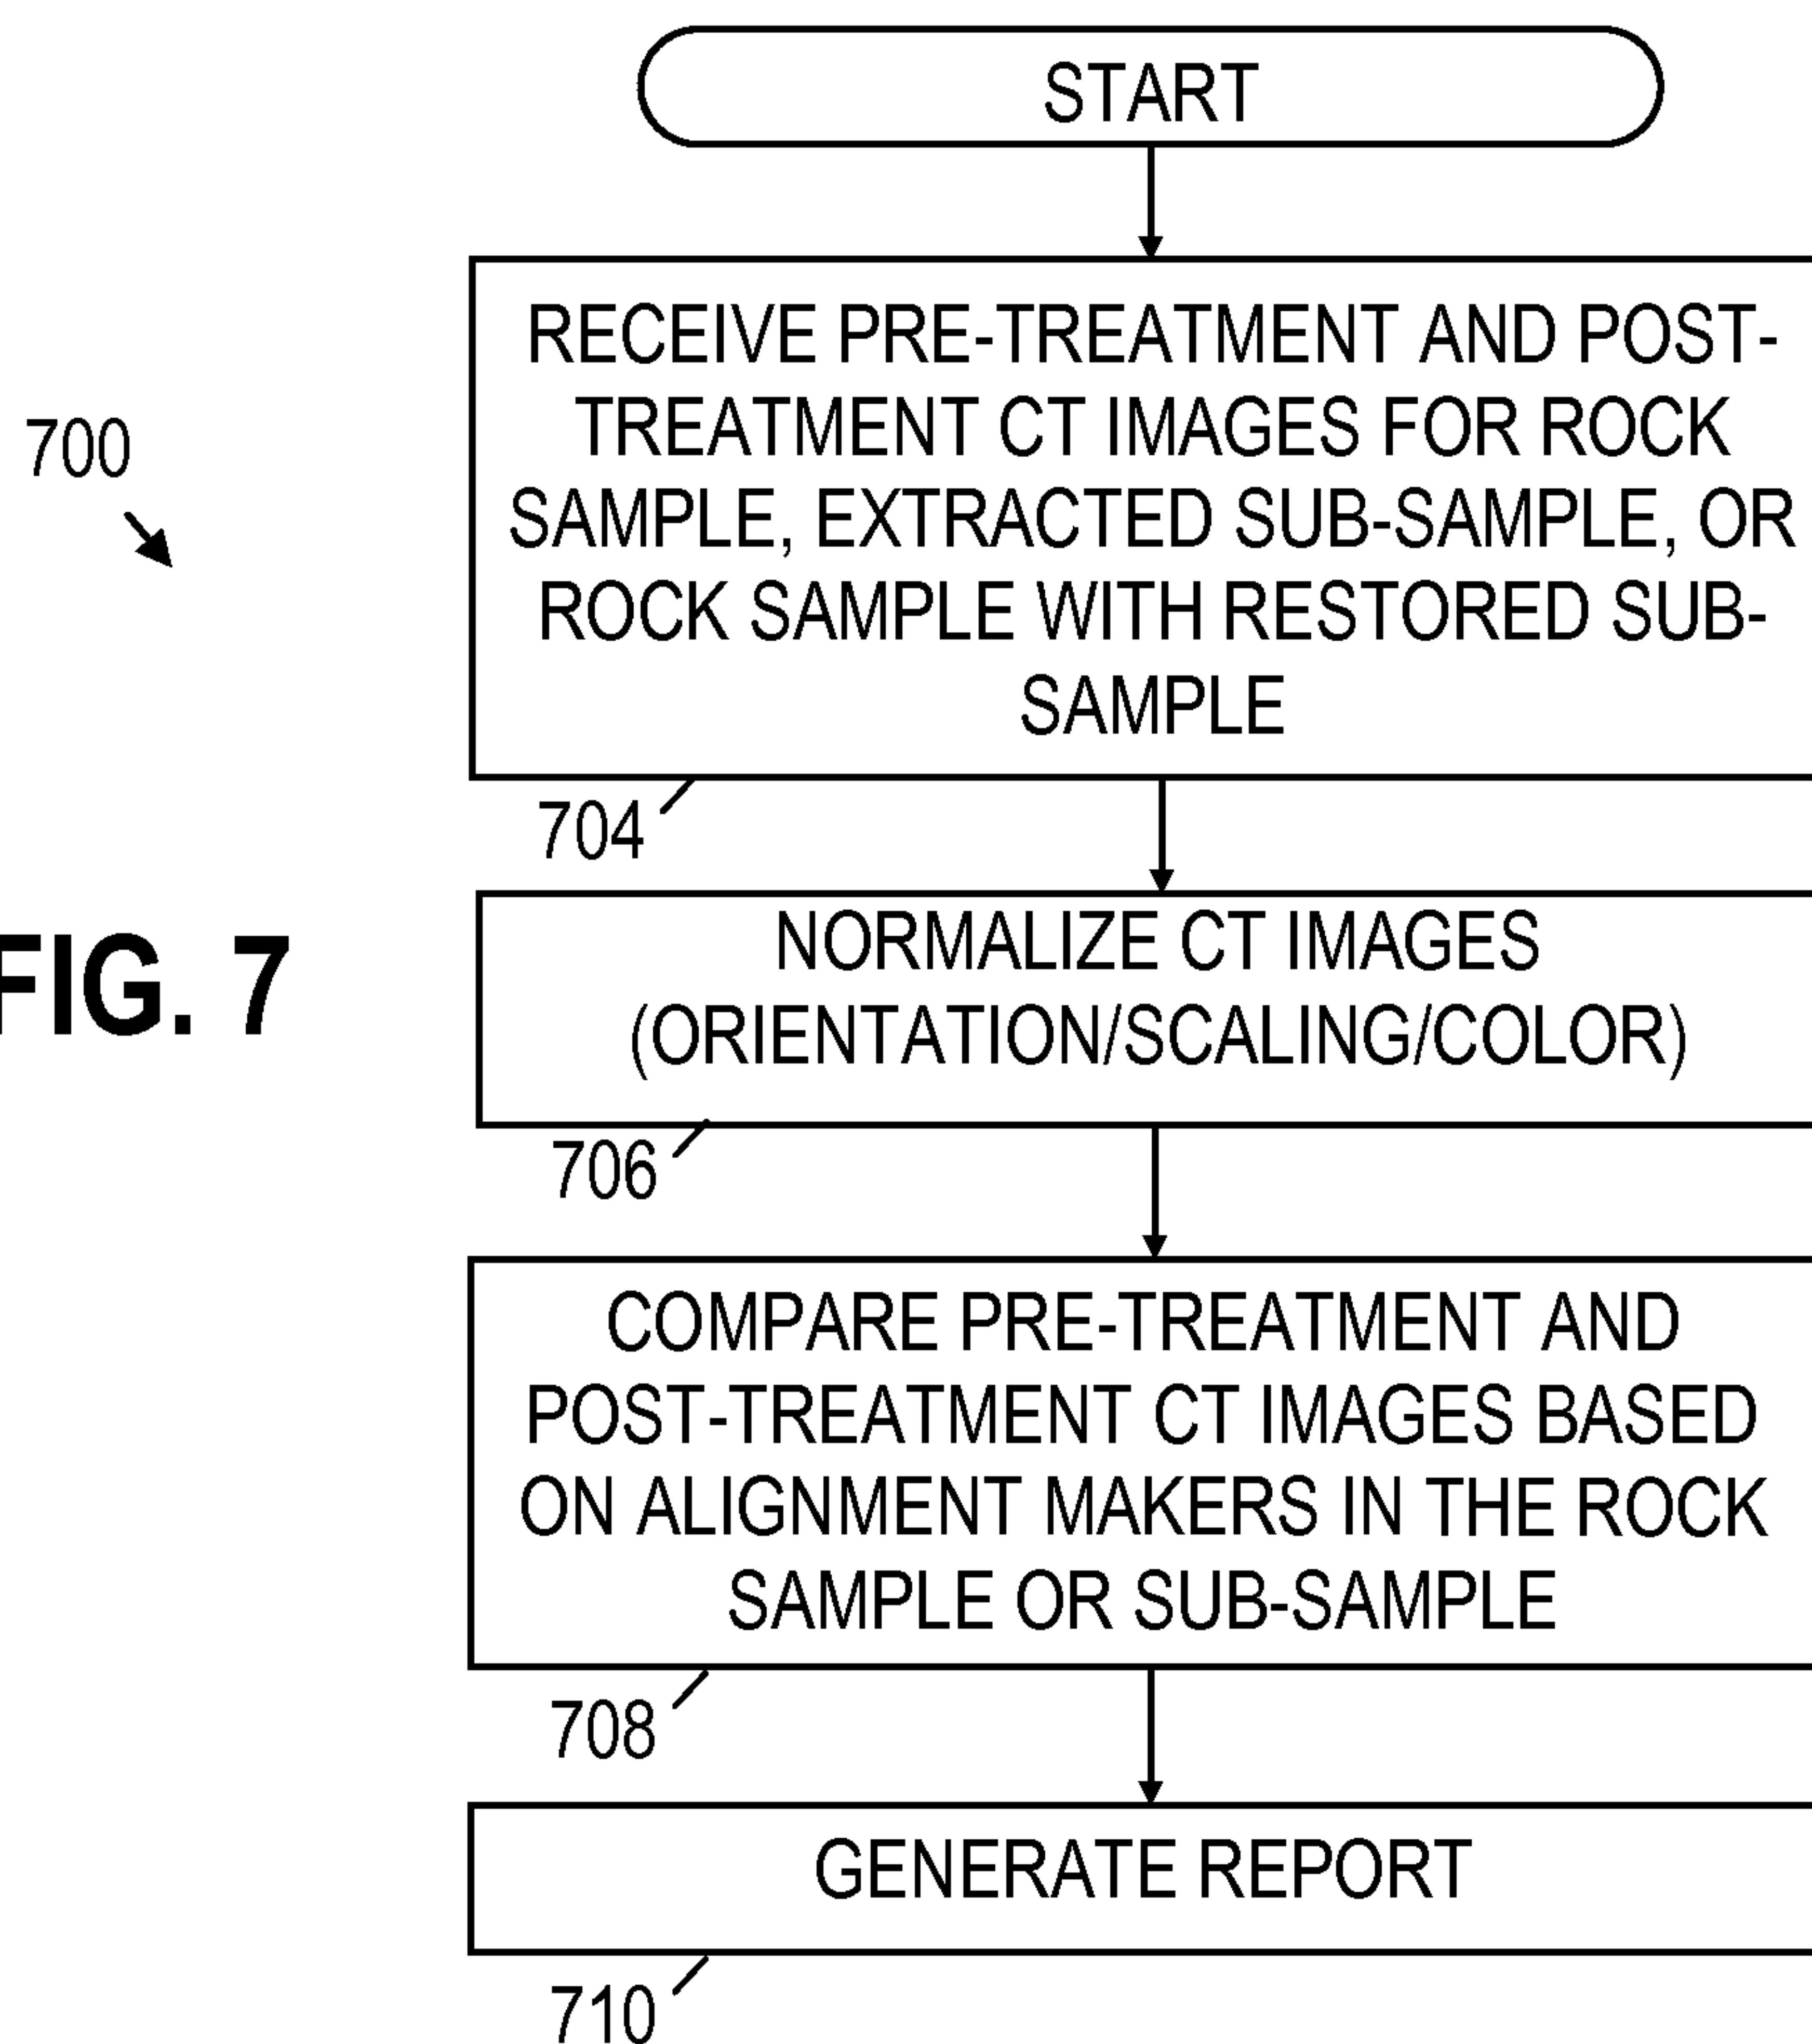 START
RECEIVE PRE-TREATMENT AND POST-
TREATMENT CT IMAGES FOR ROCK
SAMPLE, EXTRACTED SUB-SAMPLE, OR
ROCK SAMPLE WITH RESTORED SUB-
SAMPLE
700
704
NORMALIZE CT IMAGES
(ORIENTATION/SCALING/COLOR)
FIG. 7
706
COMPARE PRE-TREATMENT AND
POST-TREATMENT CT IMAGES BASED
ON ALIGNMENT MAKERS IN THE ROCK
SAMPLE OR SUB-SAMPLE
708
GENERATE REPORT
710